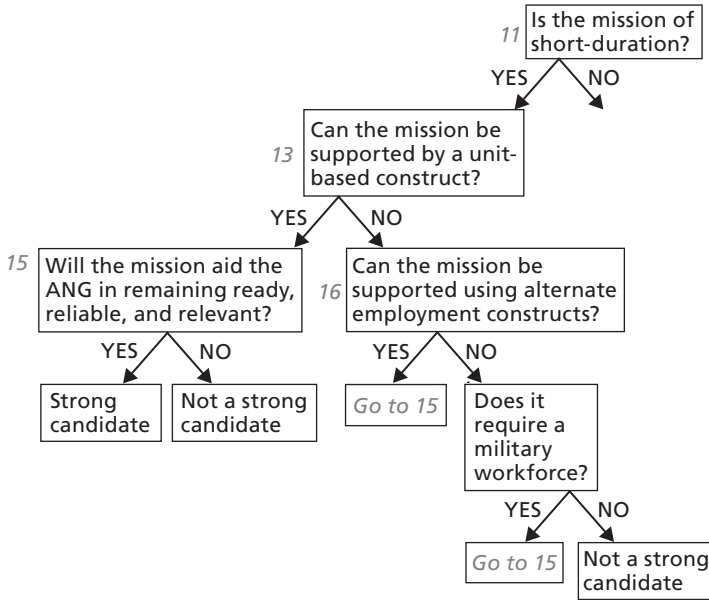 11
Is the mission of
short-duration?
YES
NO
13
Can the mission be
supported by a unit-
based construct?
YES
NO
15
Will the mission aid the
ANG in remaining ready,
reliable, and relevant?
16
Can the mission be
supported using alternate
employment constructs?
YES
NO
YES
NO
Strong
candidate
Not a strong
candidate
Go to 15
Does it
require a
military
workforce?
YES
NO
Go to 15
Not a strong
candidate